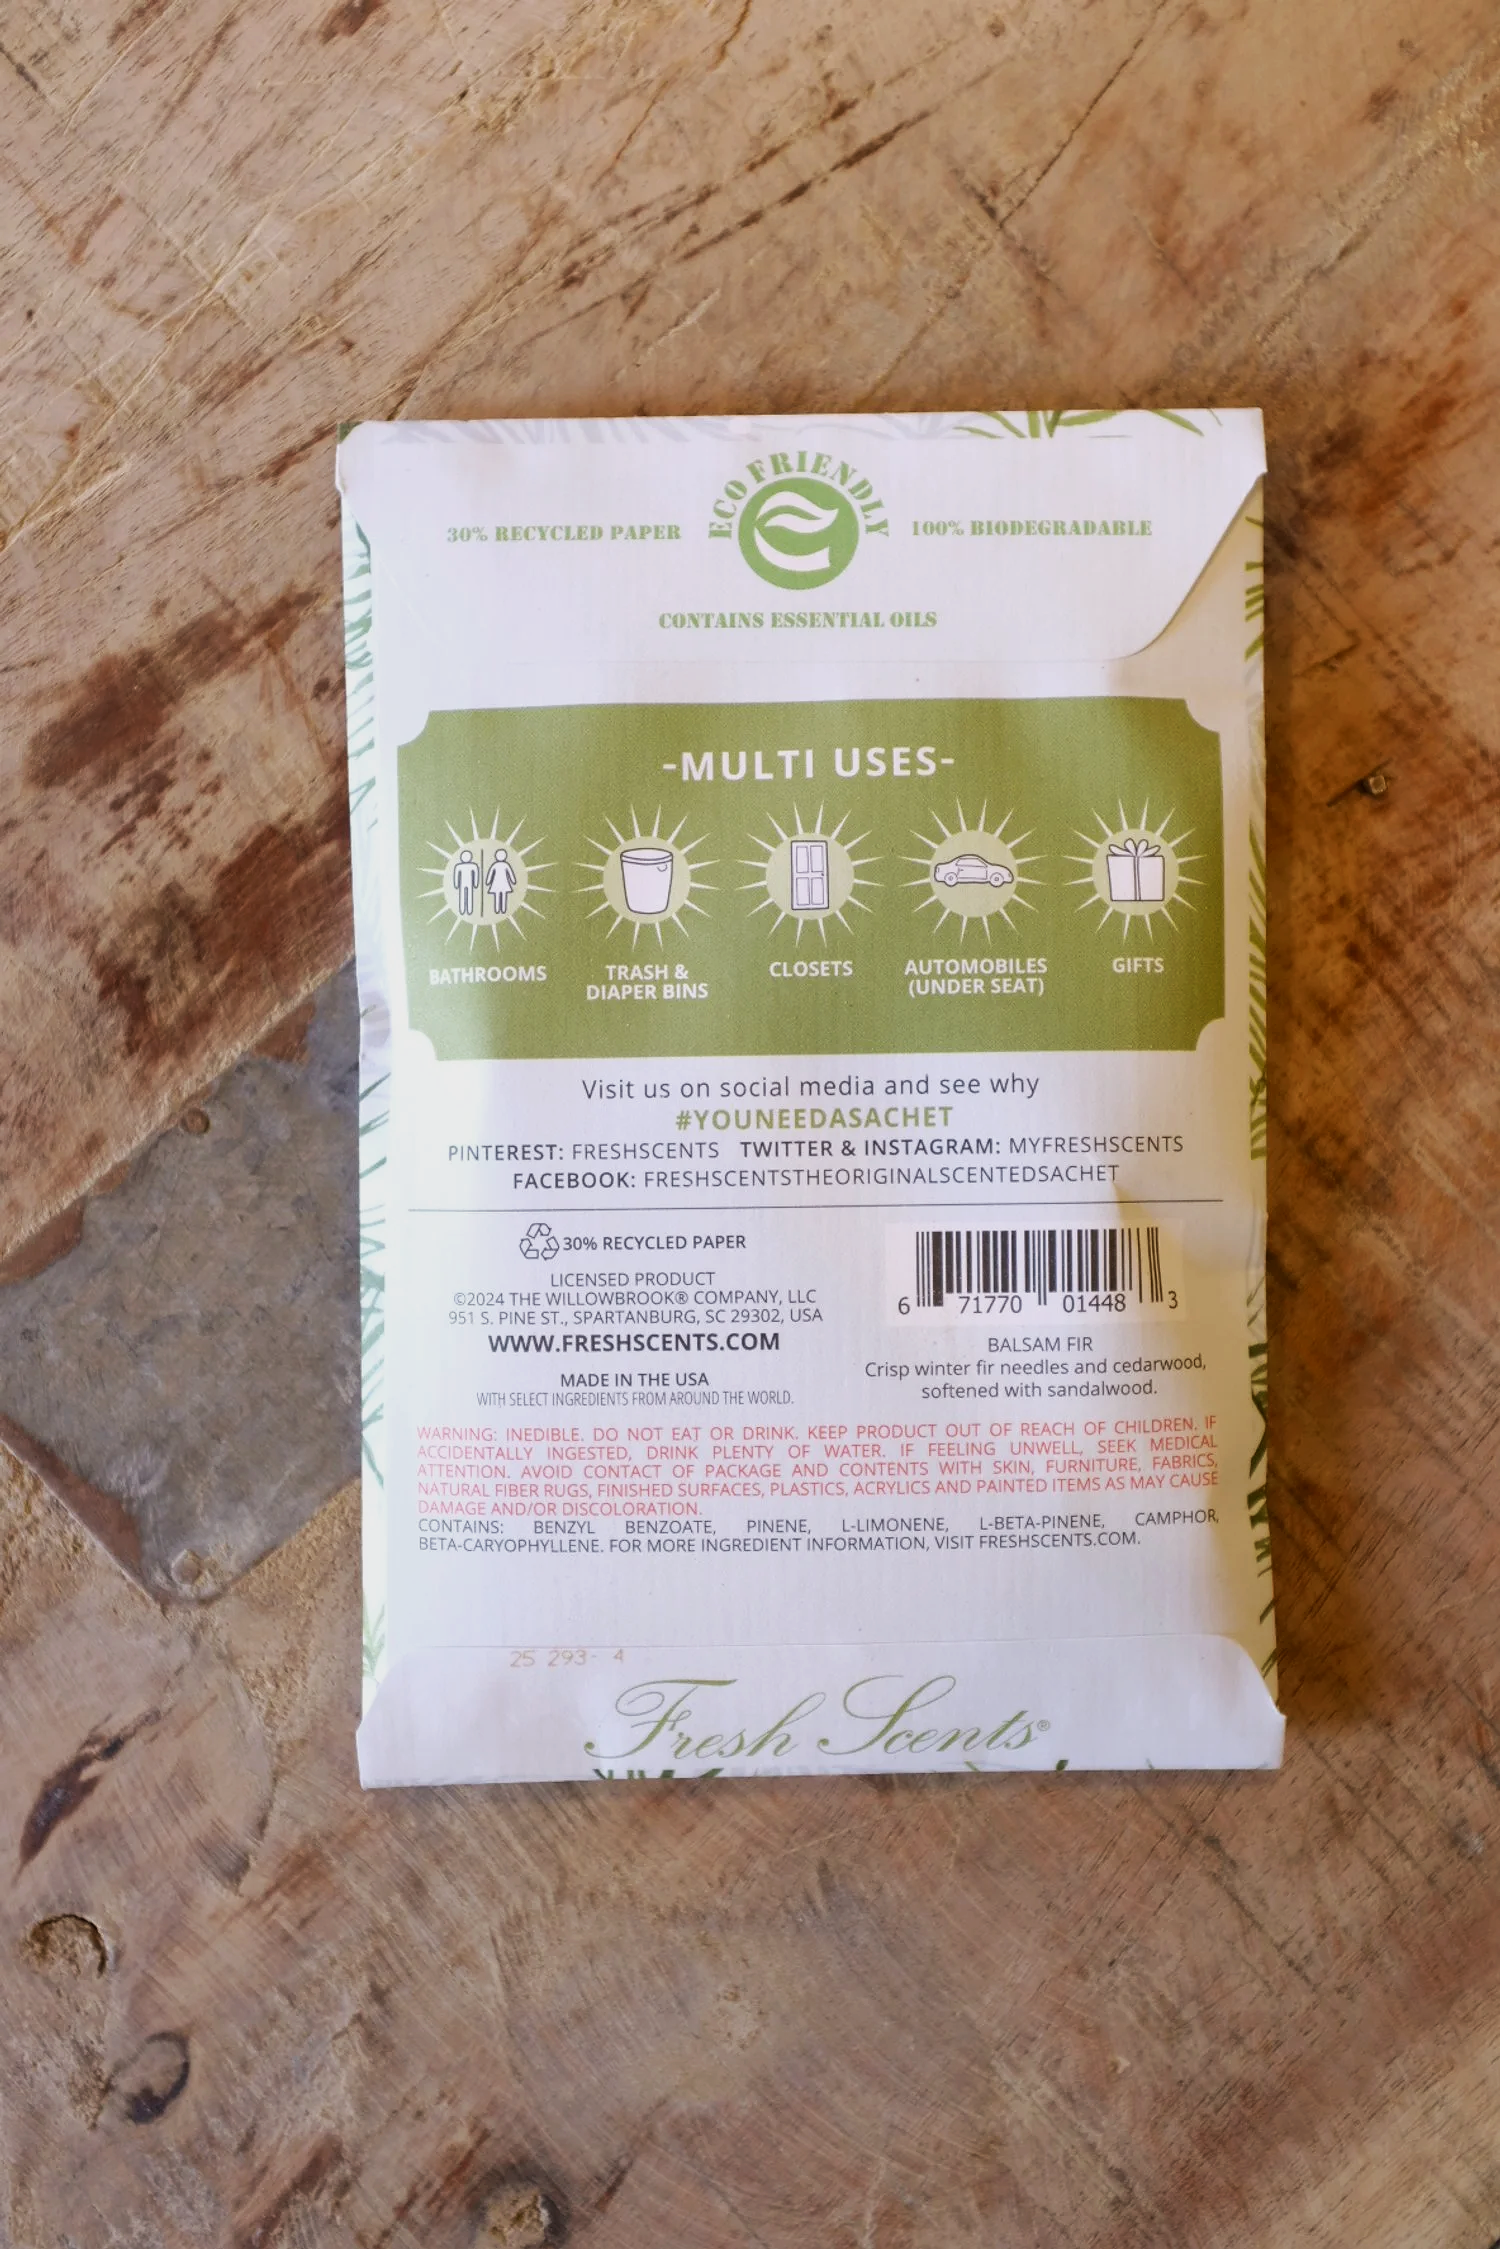 ECO FRIENDLY
30% RECYCLED PAPER
100% BIODEGRADABLE
CONTAINS ESSENTIAL OILS
-MULTI USES-
BATHROOMS
TRASH &
DIAPER BINS
CLOSETS
AUTOMOBILES
(UNDER SEAT)
GIFTS
Visit us on social media and see why
#YOUNEEDASACHET
PINTEREST: FRESHSCENTS TWITTER & INSTAGRAM: MYFRESHSCENTS
FACEBOOK: FRESHSCENTSTHEORIGINALSCENTEDSACHET
30% RECYCLED PAPER
LICENSED PRODUCT
©2024 THE WILLOWBROOK® COMPANY, LLC
951 S. PINE ST., SPARTANBURG, SC 29302, USA
WWW.FRESHSCENTS.COM
MADE IN THE USA
WITH SELECT INGREDIENTS FROM AROUND THE WORLD.
6 71770 01448 3
BALSAM FIR
Crisp winter fir needles and cedarwood,
softened with sandalwood.
WARNING: INEDIBLE. DO NOT EAT OR DRINK. KEEP PRODUCT OUT OF REACH OF CHILDREN. IF
ACCIDENTALLY INGESTED, DRINK PLENTY OF WATER. IF FEELING UNWELL, SEEK MEDICAL
ATTENTION. AVOID CONTACT OF PACKAGE AND CONTENTS WITH SKIN, FURNITURE, FABRICS,
NATURAL FIBER RUGS, FINISHED SURFACES, PLASTICS, ACRYLICS AND PAINTED ITEMS AS MAY CAUSE
DAMAGE AND/OR DISCOLORATION.
CONTAINS: BENZYL BENZOATE, PINENE, L-LIMONENE, L-BETA-PINENE, CAMPHOR,
BETA-CARYOPHYLLENE. FOR MORE INGREDIENT INFORMATION, VISIT FRESHSCENTS.COM.
25 293- 4
Fresh Scents®